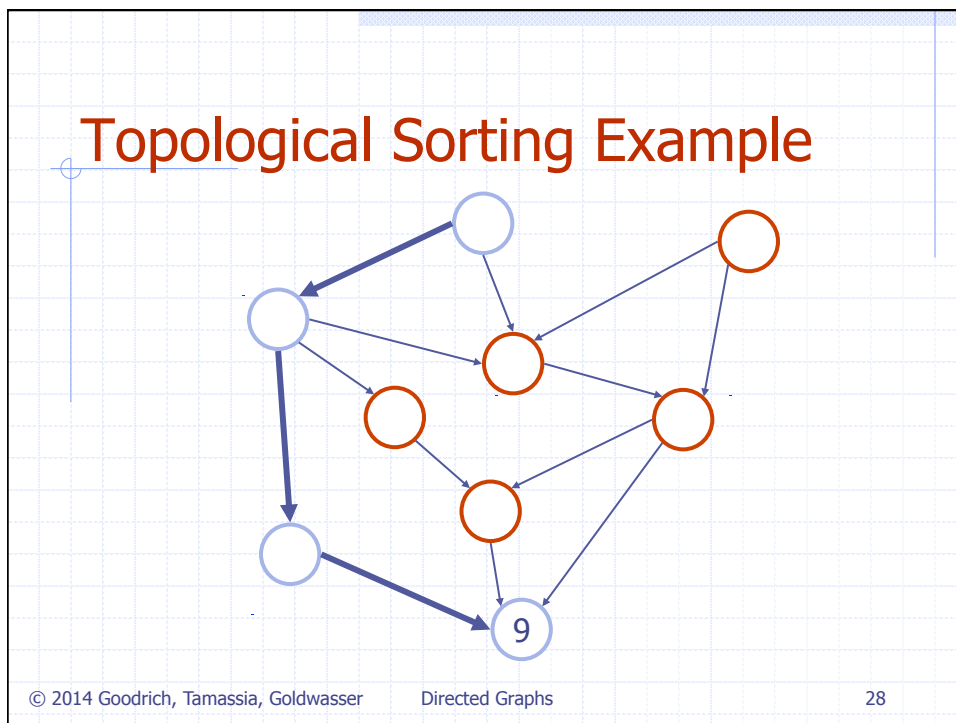 Topological Sorting Example
9
© 2014 Goodrich, Tamassia, Goldwasser Directed Graphs 28